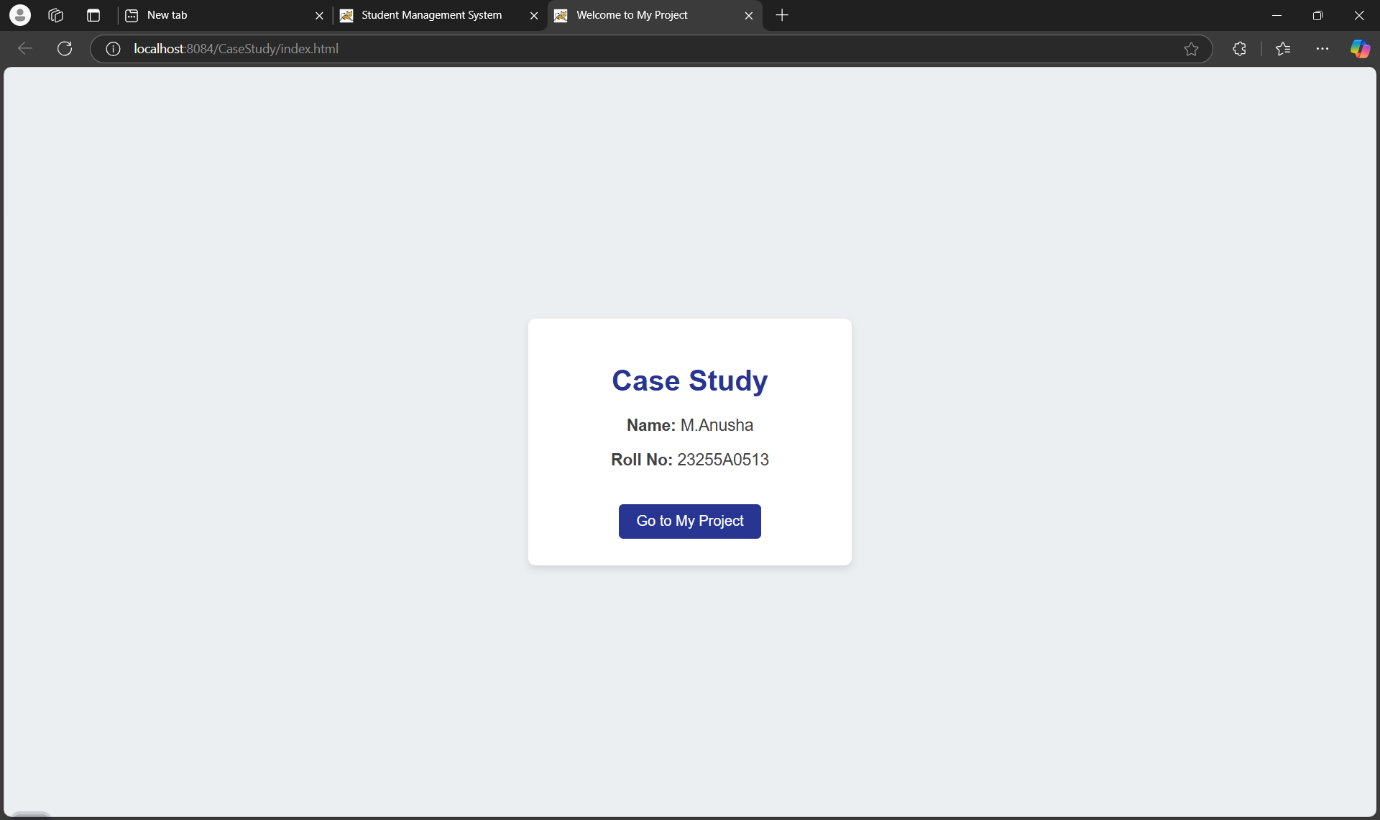 New tab
Student Management System
Welcome to My Project
localhost:8084/CaseStudy/index.html
Case Study
Name: M.Anusha
Roll No: 23255A0513
Go to My Project